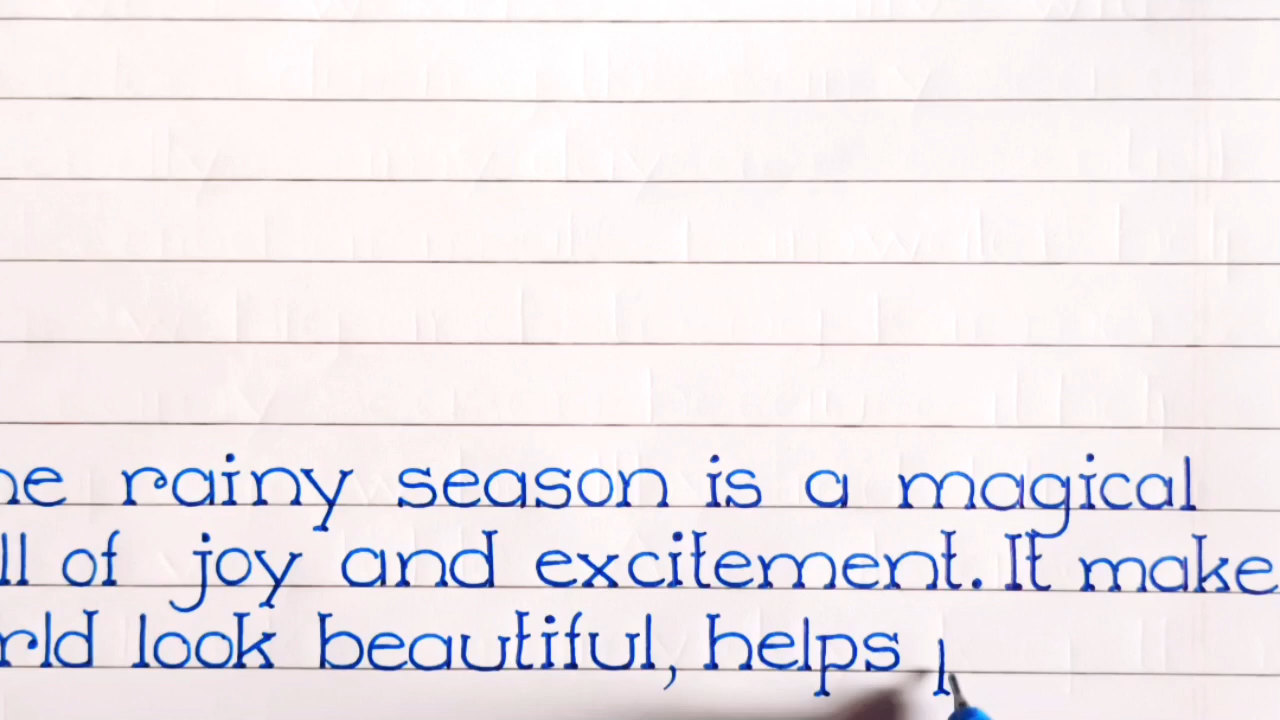 he rainy season is a magical
ll of joy and excitement. It make
rld look beautiful, helps